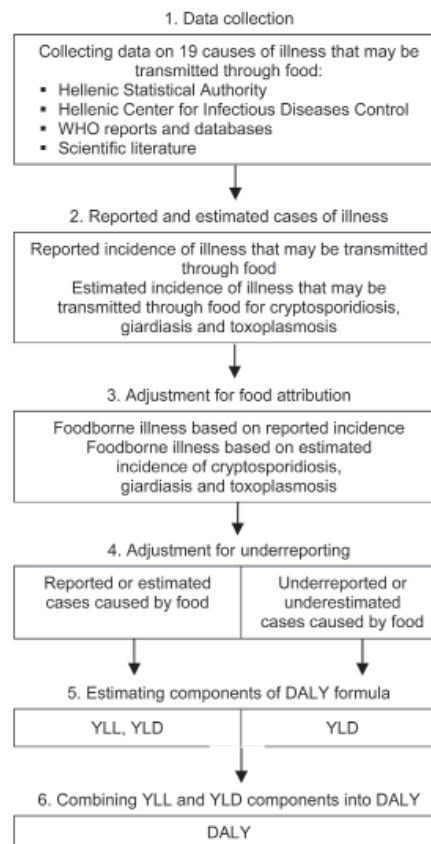 1. Data collection
Collecting data on 19 causes of illness that may be
transmitted through food:
▪ Hellenic Statistical Authority
▪ Hellenic Center for Infectious Diseases Control
▪ WHO reports and databases
▪ Scientific literature
2. Reported and estimated cases of illness
Reported incidence of illness that may be transmitted
through food
Estimated incidence of illness that may be
transmitted through food for cryptosporidiosis,
giardiasis and toxoplasmosis
3. Adjustment for food attribution
Foodborne illness based on reported incidence
Foodborne illness based on estimated
incidence of cryptosporidiosis,
giardiasis and toxoplasmosis
4. Adjustment for underreporting
Reported or estimated
cases caused by food
Underreported or
underestimated
cases caused by food
5. Estimating components of DALY formula
YLL, YLD
YLD
6. Combining YLL and YLD components into DALY
DALY